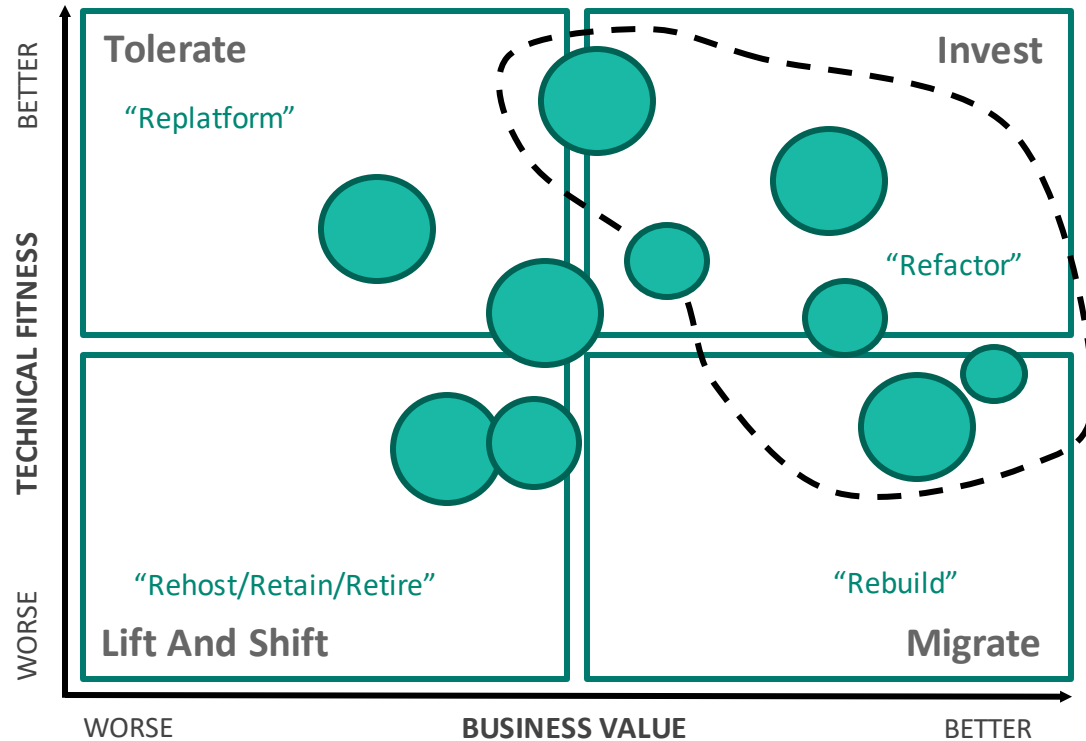 BETTER
TECHNICAL FITNESS
WORSE
Tolerate
“Replatform”
Invest
“Refactor”
“Rehost/Retain/Retire”
Lift And Shift
“Rebuild”
Migrate
WORSE
BUSINESS VALUE
BETTER